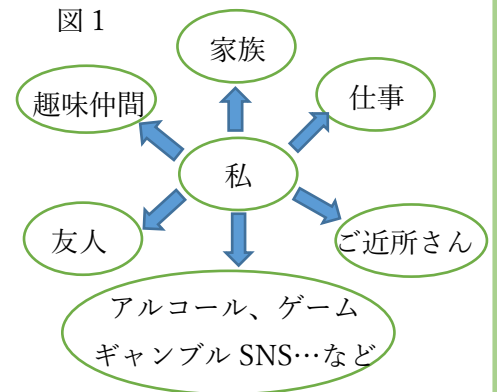 図1
家族
趣味仲間
仕事
私
友人
ご近所さん
アルコール、ゲーム
ギャンブル SNS…など